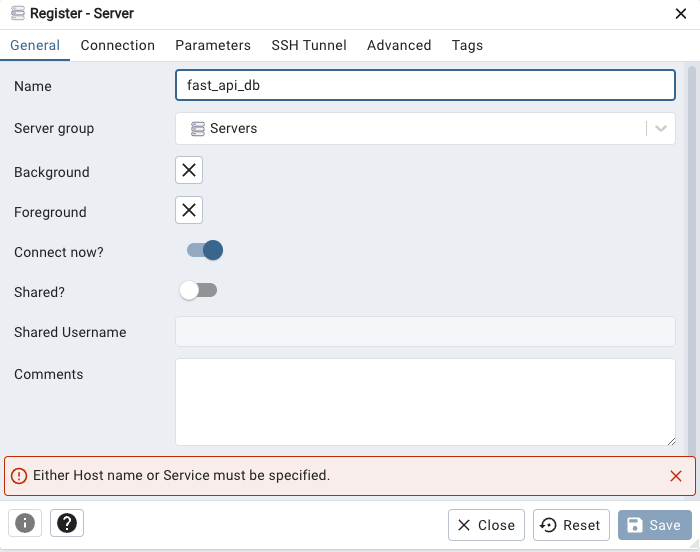 Register - Server
General Connection Parameters SSH Tunnel Advanced Tags
Name fast_api_db
Server group Servers
Background
Foreground
Connect now?
Shared?
Shared Username
Comments
Either Host name or Service must be specified.
Close Reset Save